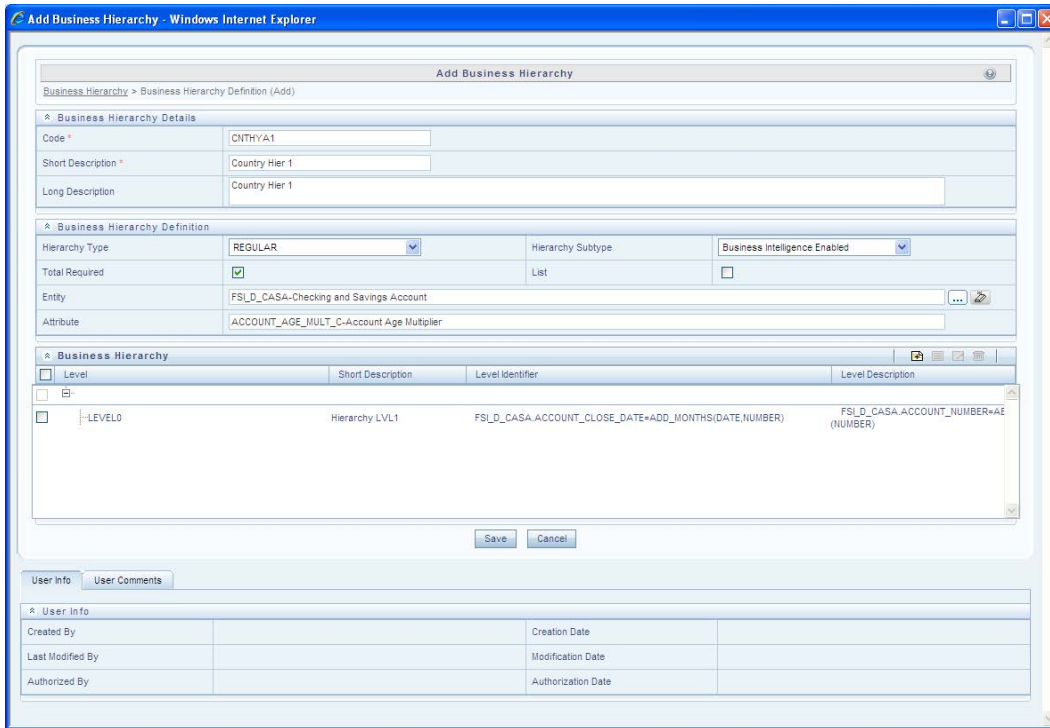 Add Business Hierarchy - Windows Internet Explorer
Add Business Hierarchy
Business Hierarchy > Business Hierarchy Definition (Add)
Business Hierarchy Details
Code * CNTHYA1
Short Description * Country Hier 1
Long Description Country Hier 1
Business Hierarchy Definition
Hierarchy Type REGULAR Hierarchy Subtype Business Intelligence Enabled
Total Required List
Entity FSI_D_CASA-Checking and Savings Account ...
Attribute ACCOUNT_AGE_MULT_C-Account Age Multiplier
Business Hierarchy
Level Short Description Level Identifier Level Description
LEVEL0 Hierarchy LVL1 FSI_D_CASA.ACCOUNT_CLOSE_DATE=ADD_MONTHS(DATE,NUMBER) FSI_D_CASA.ACCOUNT_NUMBER=AB
(NUMBER)
Save Cancel
User Info User Comments
User Info
Created By Creation Date
Last Modified By Modification Date
Authorized By Authorization Date